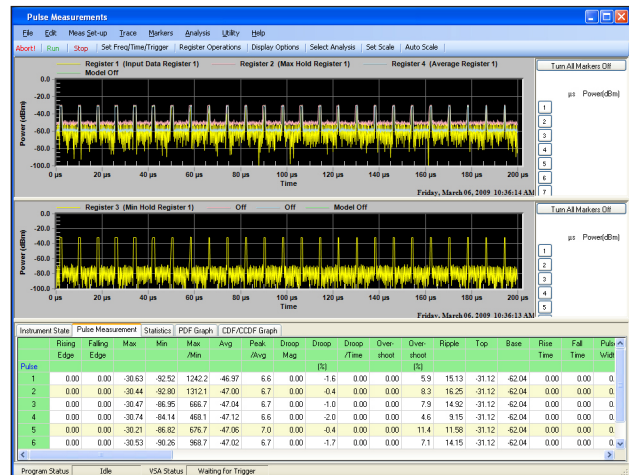 Pulse Measurements
File Edit Meas Set-up Trace Markers Analysis Utility Help
Abort! Run Stop Set Freq/Time/Trigger Register Operations Display Options Select Analysis Set Scale Auto Scale
Register 1 (Input Data Register 1) Register 2 (Max Hold Register 1) Register 4 (Average Register 1)
Model Off
Turn All Markers Off
µs Power(dBm)
Power (dBm)
0.0
-20.0
-40.0
-60.0
-80.0
-100.0
0 µs 20 µs 40 µs 60 µs 80 µs 100 µs 120 µs 140 µs 160 µs 180 µs 200 µs
Time
Friday, March 06, 2009 10:36:14 AM
1
2
3
4
5
6
7
Register 3 (Min Hold Register 1) Off Off Model Off
Turn All Markers Off
µs Power(dBm)
Power (dBm)
0.0
-20.0
-40.0
-60.0
-80.0
-100.0
0 µs 20 µs 40 µs 60 µs 80 µs 100 µs 120 µs 140 µs 160 µs 180 µs 200 µs
Time
Friday, March 06, 2009 10:36:13 AM
1
2
3
4
5
Instrument State Pulse Measurement Statistics PDF Graph CDF/CCDF Graph
Rising Falling Max Min Max Avg Peak Droop Droop Droop Over- Over- Ripple Top Base Rise Fall Pulse
Edge Edge /Min /Avg Mag /Time shoot shoot Time Time Widt
Pulse (%) (%)
1 0.00 0.00 -30.63 -92.52 1242.2 -46.97 6.6 0.00 -1.6 0.00 0.00 5.9 15.13 -31.12 -62.04 0.00 0.00 0.
2 0.00 0.00 -30.44 -92.80 1312.1 -47.00 6.7 0.00 -0.4 0.00 0.00 8.3 16.25 -31.12 -62.04 0.00 0.00 0.
3 0.00 0.00 -30.47 -86.95 666.7 -47.04 6.7 0.00 -1.0 0.00 0.00 7.9 14.92 -31.12 -62.04 0.00 0.00 0.
4 0.00 0.00 -30.74 -84.14 468.1 -47.12 6.6 0.00 -2.0 0.00 0.00 4.6 9.15 -31.12 -62.04 0.00 0.00 0.
5 0.00 0.00 -30.21 -86.82 676.7 -47.06 7.0 0.00 -0.4 0.00 0.00 11.4 11.58 -31.12 -62.04 0.00 0.00 0.
6 0.00 0.00 -30.53 -90.26 968.7 -47.02 6.7 0.00 -1.7 0.00 0.00 7.1 14.15 -31.12 -62.04 0.00 0.00 0.
Program Status Idle VSA Status Waiting for Trigger